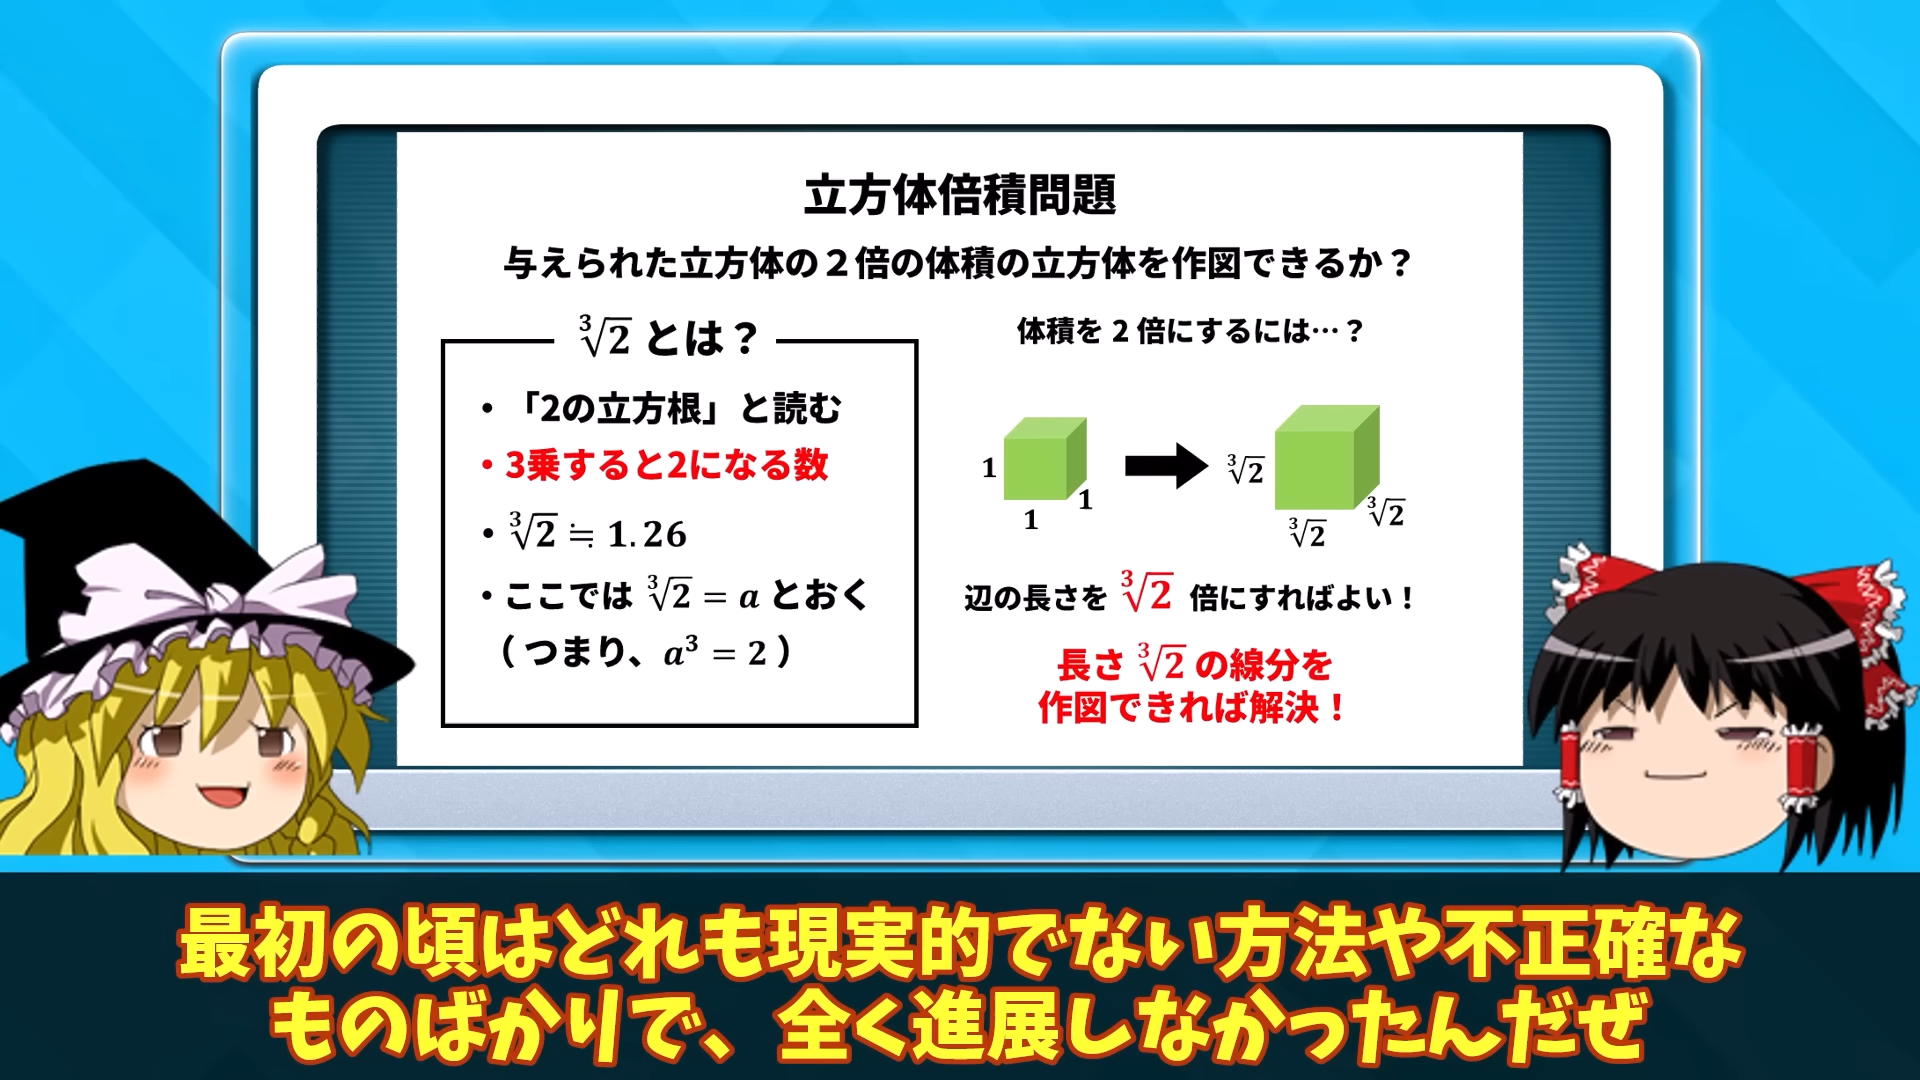 立方体倍積問題
与えられた立方体の２倍の体積の立方体を作図できるか？
∛2 とは？
・「2の立方根」と読む
・3乗すると2になる数
・∛2 ≒ 1.26
・ここでは ∛2 = a とおく
（つまり、a³ = 2 ）
体積を 2 倍にするには…？
1
1
1
∛2
∛2
∛2
辺の長さを ∛2 倍にすればよい！
長さ ∛2 の線分を
作図できれば解決！
最初の頃はどれも現実的でない方法や不正確な
ものばかりで、全く進展しなかったんだぜ